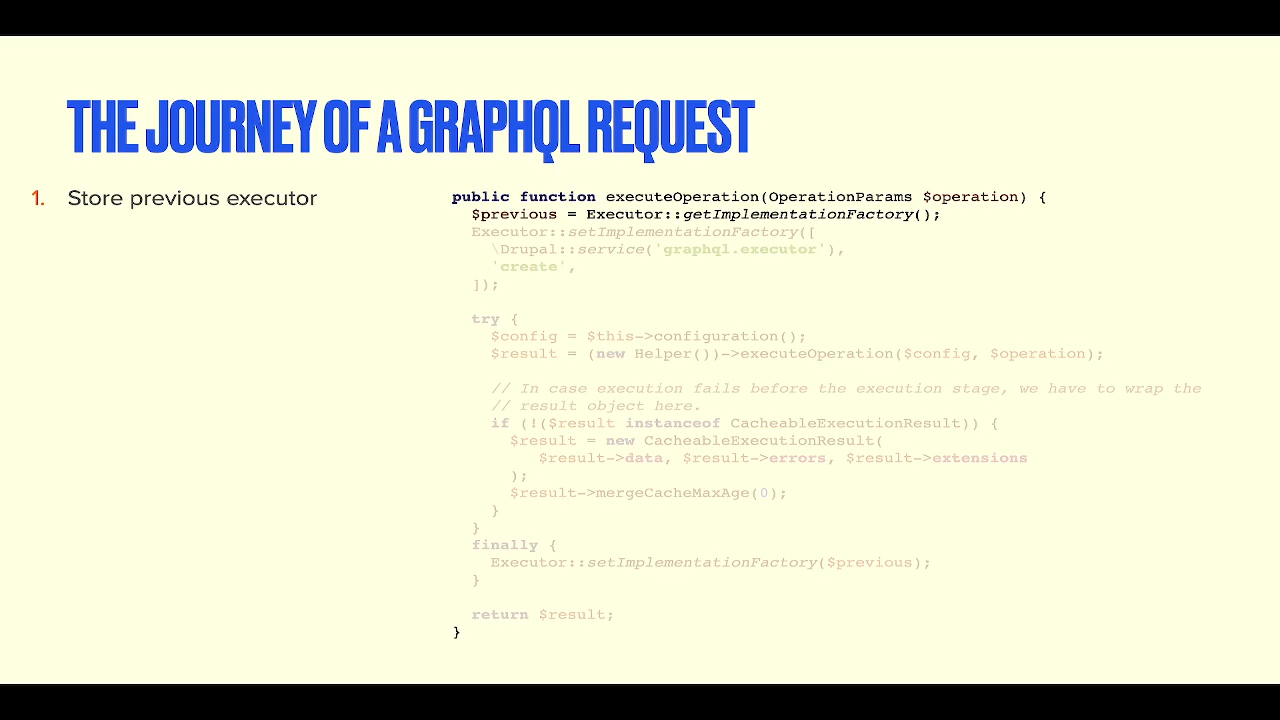 THE JOURNEY OF A GRAPHQL REQUEST
1. Store previous executor
public function executeOperation(OperationParams $operation) {
  $previous = Executor::getImplementationFactory();
  Executor::setImplementationFactory([
    \Drupal::service('graphql.executor'),
    'create',
  ]);

  try {
    $config = $this->configuration();
    $result = (new Helper())->executeOperation($config, $operation);

    // In case execution fails before the execution stage, we have to wrap the
    // result object here.
    if (!($result instanceof CacheableExecutionResult)) {
      $result = new CacheableExecutionResult(
         $result->data, $result->errors, $result->extensions
      );
      $result->mergeCacheMaxAge(0);
    }
  }
  finally {
    Executor::setImplementationFactory($previous);
  }

  return $result;
}